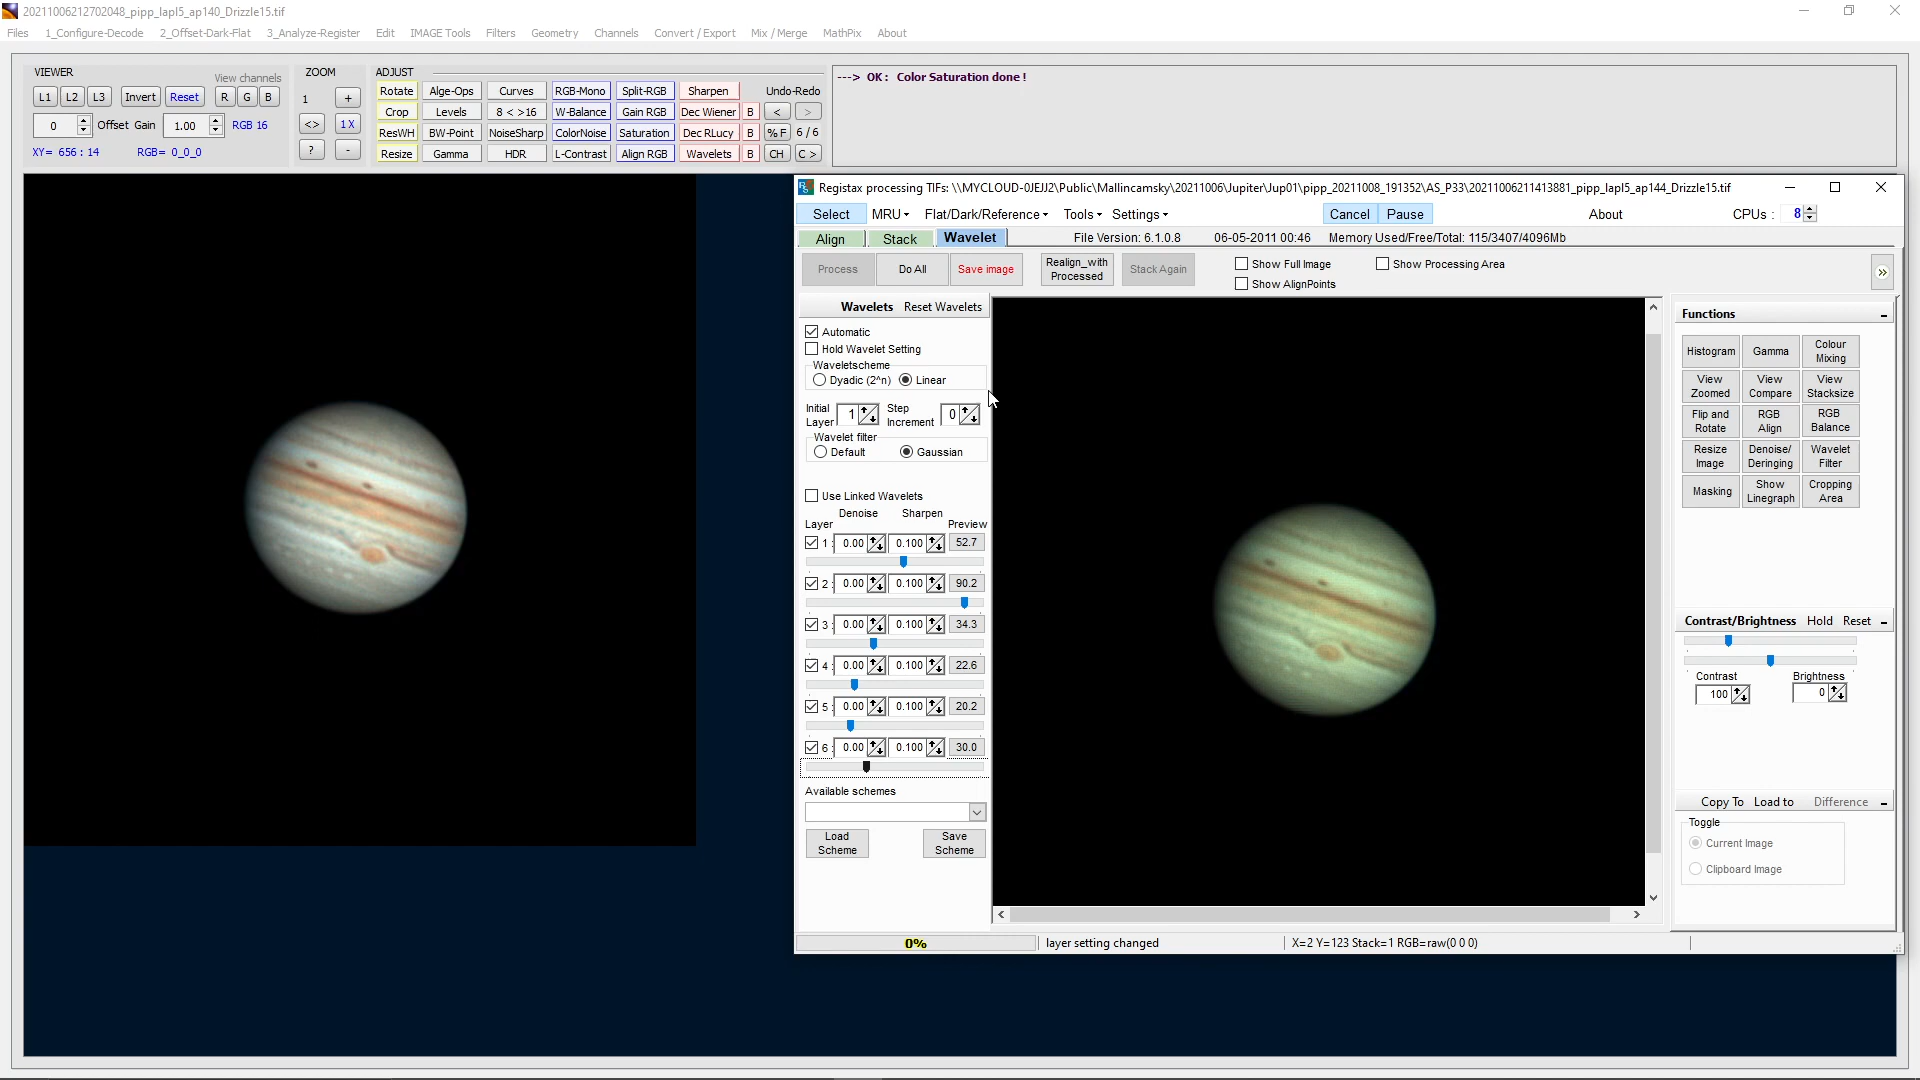 20211006212702048_pipp_lapl5_ap140_Drizzle15.tif
Files 1_Configure-Decode 2_Offset-Dark-Flat 3_Analyze-Register Edit IMAGE Tools Filters Geometry Channels Convert / Export Mix / Merge MathPix About
VIEWER View channels ZOOM ADJUST
---> OK: Color Saturation done!
L1 L2 L3 Invert Reset R G B 1 +
Rotate Alge-Ops Curves RGB-Mono Split-RGB Sharpen Undo-Redo
Crop Levels 8 < >16 W-Balance Gain RGB Dec Wiener B < >
0 Offset Gain 1.00 RGB 16 <> 1X
ResWH BW-Point NoiseSharp ColorNoise Saturation Dec RLucy B % F 6 / 6
XY= 656 : 14 RGB= 0_0_0 ? -
Resize Gamma HDR L-Contrast Align RGB Wavelets B CH C >
Registax processing TIFs: \\MYCLOUD-0JEJJ2\Public\Mallincamsky\20211006\Jupiter\Jup01\pipp_20211008_191352\AS_P33\20211006211413881_pipp_lapl5_ap144_Drizzle15.tif
Select MRU Flat/Dark/Reference Tools Settings Cancel Pause About CPUs : 8
Align Stack Wavelet File Version: 6.1.0.8 06-05-2011 00:46 Memory Used/Free/Total: 115/3407/4096Mb
Process Do All Save image Realign_with Processed Stack Again
Show Full Image Show Processing Area
Show AlignPoints
»
Wavelets Reset Wavelets
Automatic
Hold Wavelet Setting
Waveletscheme
Dyadic (2^n) Linear
Initial Layer 1 Step Increment 0
Wavelet filter
Default Gaussian
Use Linked Wavelets
Denoise Sharpen
Layer Preview
1: 0.00 0.100 52.7
2: 0.00 0.100 90.2
3: 0.00 0.100 34.3
4: 0.00 0.100 22.6
5: 0.00 0.100 20.2
6: 0.00 0.100 30.0
Available schemes
Load Scheme Save Scheme
Functions
Histogram Gamma Colour Mixing
View Zoomed View Compare View Stacksize
Flip and Rotate RGB Align RGB Balance
Resize Image Denoise/ Deringing Wavelet Filter
Masking Show Linegraph Cropping Area
Contrast/Brightness Hold Reset
Contrast Brightness
100 0
Copy To Load to Difference
Toggle
Current Image
Clipboard Image
0% layer setting changed X=2 Y=123 Stack=1 RGB=raw(0 0 0)